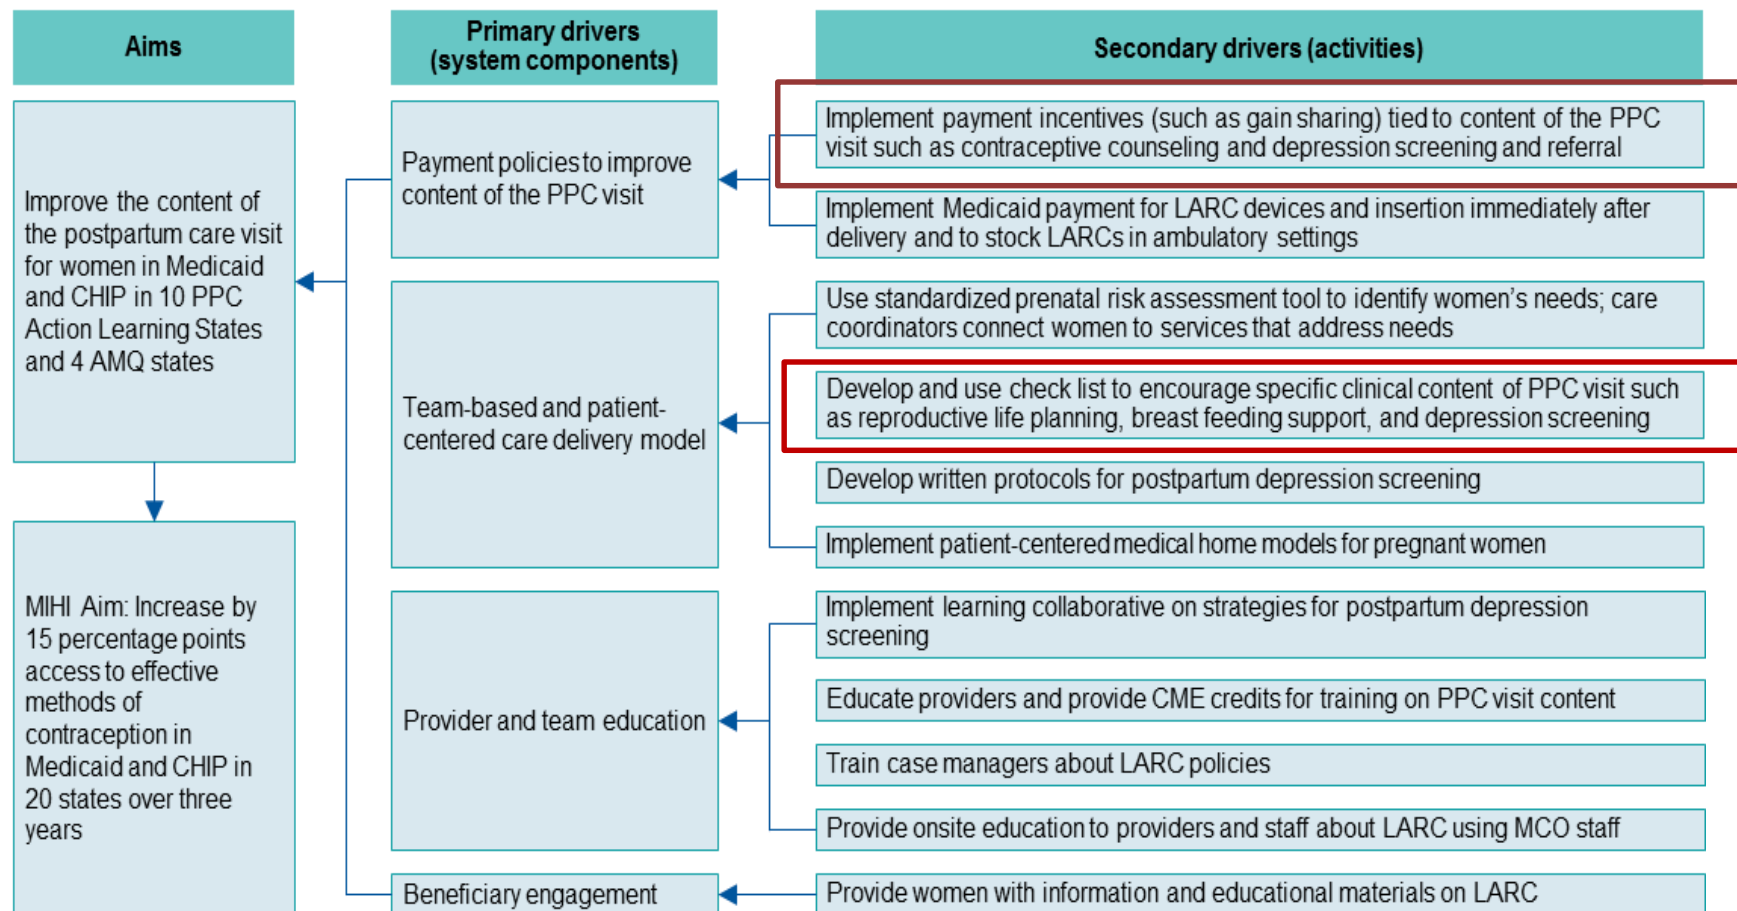 Aims
Primary drivers
(system components)
Secondary drivers (activities)
Improve the content of
the postpartum care visit
for women in Medicaid
and CHIP in 10 PPC
Action Learning States
and 4 AMQ states
MIHI Aim: Increase by
15 percentage points
access to effective
methods of
contraception in
Medicaid and CHIP in
20 states over three
years
Payment policies to improve
content of the PPC visit
Team-based and patient-
centered care delivery model
Provider and team education
Beneficiary engagement
Implement payment incentives (such as gain sharing) tied to content of the PPC
visit such as contraceptive counseling and depression screening and referral
Implement Medicaid payment for LARC devices and insertion immediately after
delivery and to stock LARCs in ambulatory settings
Use standardized prenatal risk assessment tool to identify women's needs; care
coordinators connect women to services that address needs
Develop and use check list to encourage specific clinical content of PPC visit such
as reproductive life planning, breast feeding support, and depression screening
Develop written protocols for postpartum depression screening
Implement patient-centered medical home models for pregnant women
Implement learning collaborative on strategies for postpartum depression
screening
Educate providers and provide CME credits for training on PPC visit content
Train case managers about LARC policies
Provide onsite education to providers and staff about LARC using MCO staff
Provide women with information and educational materials on LARC